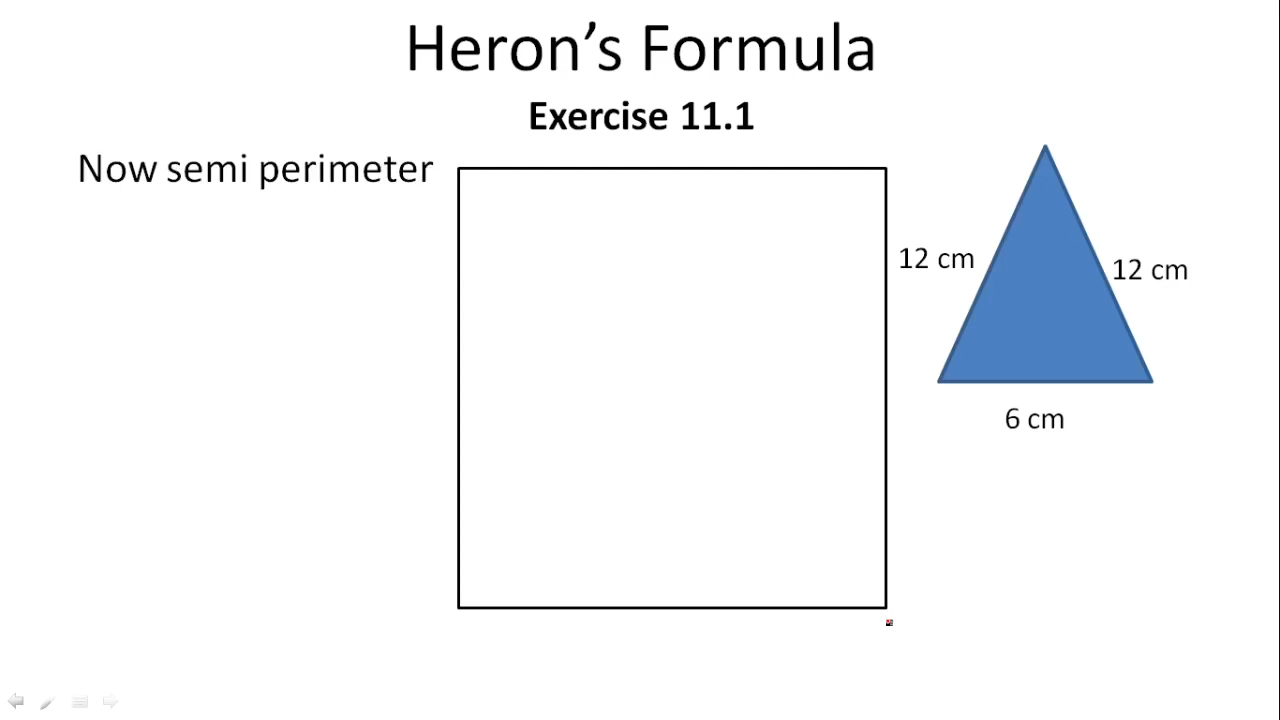 Heron’s Formula
Exercise 11.1
Now semi perimeter
12 cm
12 cm
6 cm